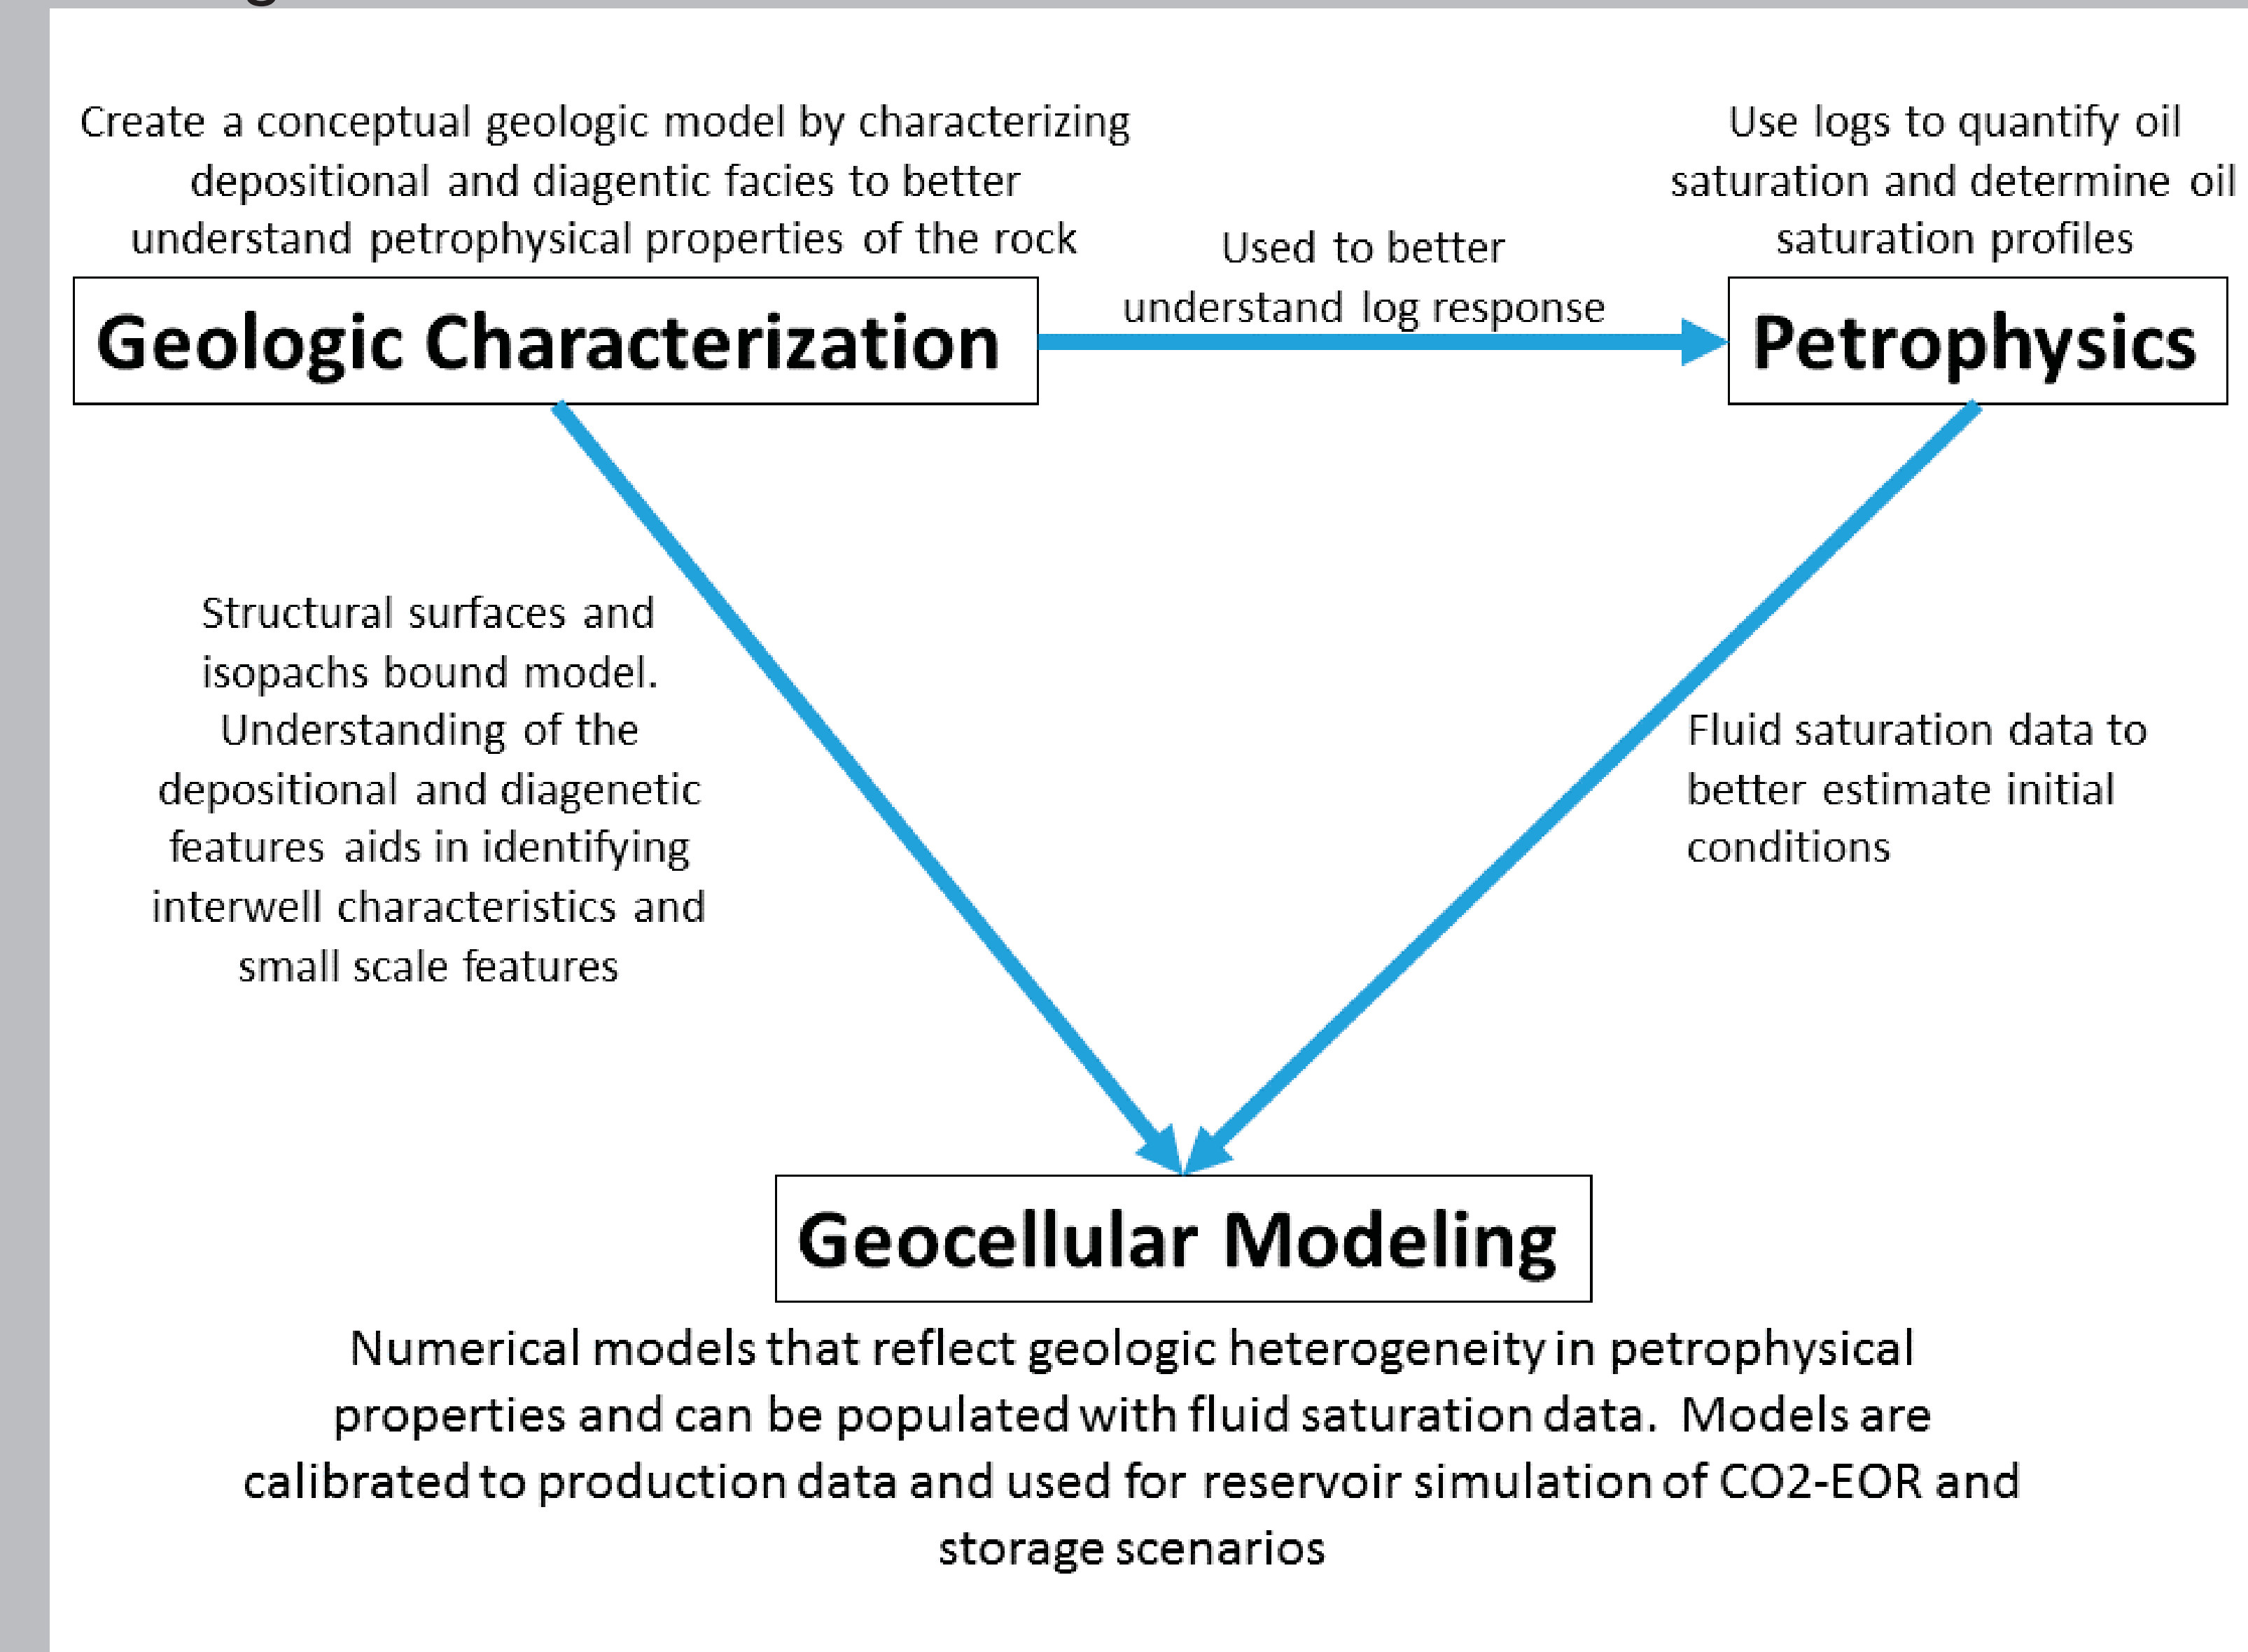 Create a conceptual geologic model by characterizing
depositional and diagentic facies to better
understand petrophysical properties of the rock
Geologic Characterization
Used to better
understand log response
Use logs to quantify oil
saturation and determine oil
saturation profiles
Petrophysics
Structural surfaces and
isopachs bound model.
Understanding of the
depositional and diagenetic
features aids in identifying
interwell characteristics and
small scale features
Fluid saturation data to
better estimate initial
conditions
Geocellular Modeling
Numerical models that reflect geologic heterogeneity in petrophysical
properties and can be populated with fluid saturation data. Models are
calibrated to production data and used for reservoir simulation of CO2-EOR and
storage scenarios